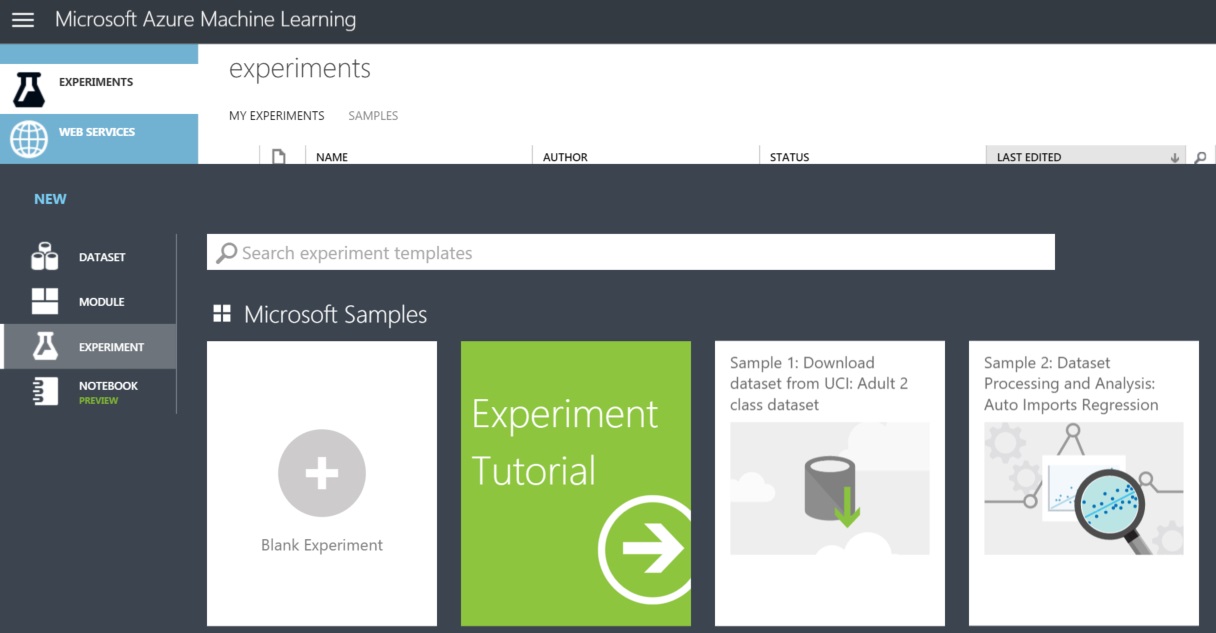 Microsoft Azure Machine Learning
EXPERIMENTS
WEB SERVICES
experiments
MY EXPERIMENTS SAMPLES
NAME AUTHOR STATUS LAST EDITED
NEW
DATASET
MODULE
EXPERIMENT
NOTEBOOK
PREVIEW
Search experiment templates
Microsoft Samples
Blank Experiment
Experiment
Tutorial
Sample 1: Download
dataset from UCI: Adult 2
class dataset
Sample 2: Dataset
Processing and Analysis:
Auto Imports Regression